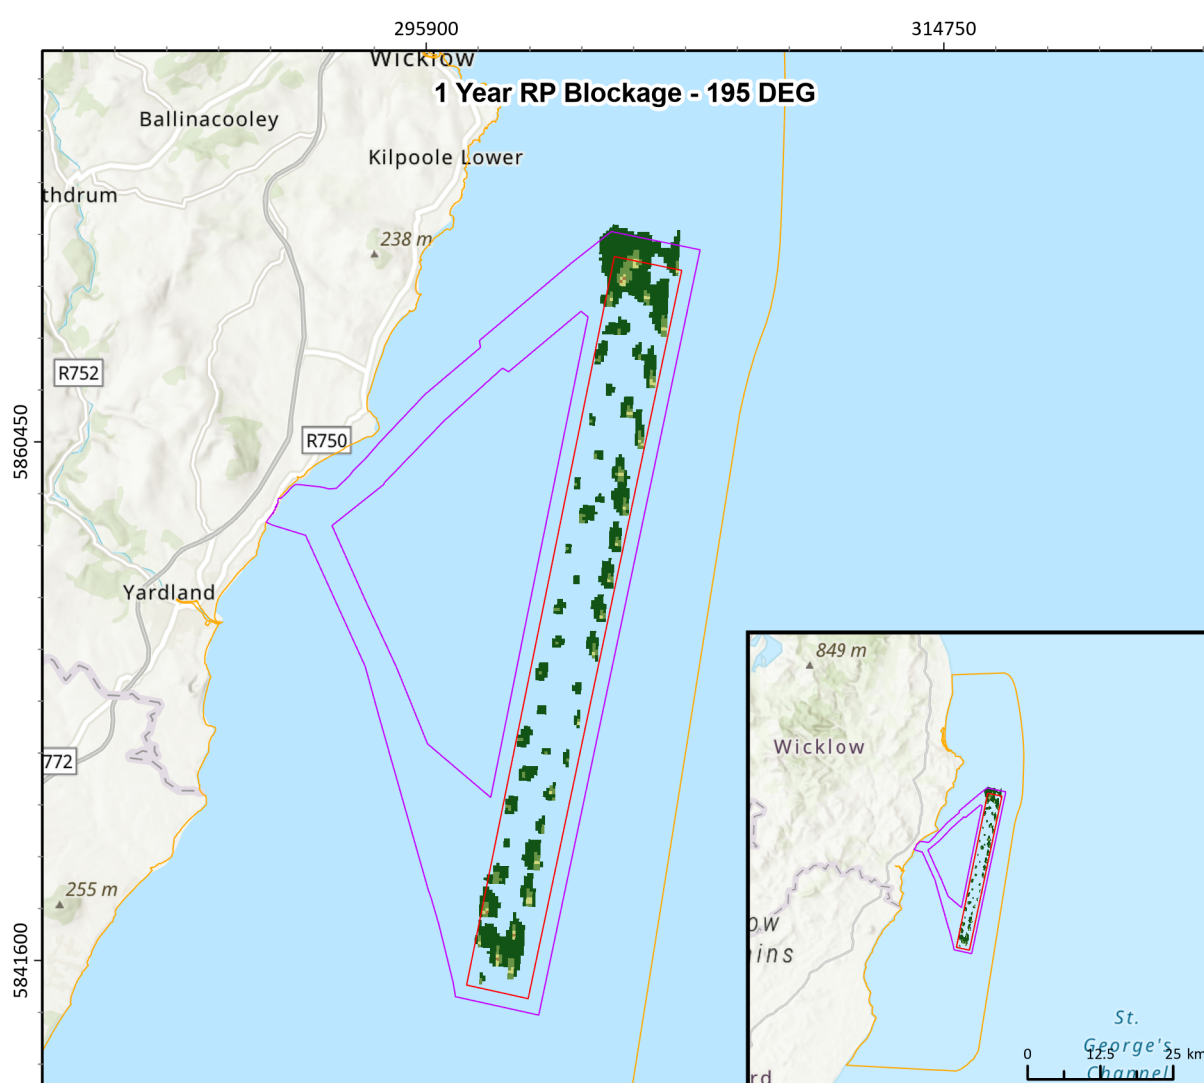 295900
314750
Wicklow
1 Year RP Blockage - 195 DEG
Ballinacooley
Kilpoole Lower
thdrum
238 m
R752
5860450
R750
Yardland
849 m
Wicklow
772
255 m
ow
ins
5841600
St.
George's
Channel
0 12.5 25 km
rd